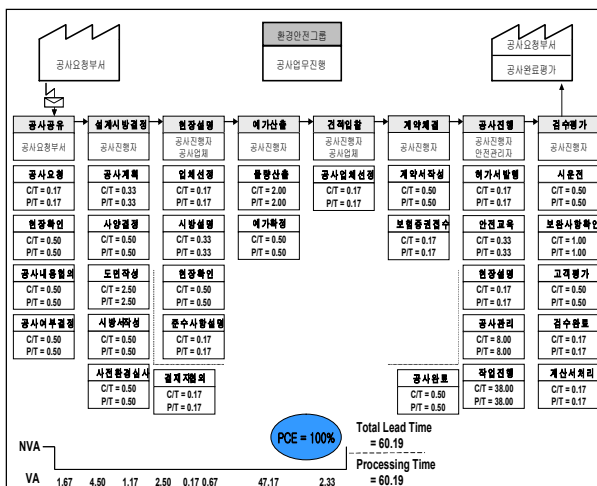 공사요청부서
환경안전그룹
공사업무진행
공사요청부서
공사완료평가
공사공유
공사요청부서
설계시방결정
공사진행자
현장설명
공사진행자
공사업체
예가산출
공사진행자
견적입찰
공사진행자
공사업체
계약체결
공사진행자
공사진행
공사진행자
안전관리자
검수평가
공사진행자
공사요청
C/T = 0.17
P/T = 0.17
현장확인
C/T = 0.50
P/T = 0.50
공사내용협의
C/T = 0.50
P/T = 0.50
공사여부결정
C/T = 0.50
P/T = 0.50
공사계획
C/T = 0.33
P/T = 0.33
사양결정
C/T = 0.50
P/T = 0.50
도면작성
C/T = 2.50
P/T = 2.50
시방서작성
C/T = 0.50
P/T = 0.50
사전환경심사
C/T = 0.50
P/T = 0.50
업체선정
C/T = 0.17
P/T = 0.17
시방설명
C/T = 0.33
P/T = 0.33
현장확인
C/T = 0.50
P/T = 0.50
준수사항설명
C/T = 0.17
P/T = 0.17
C/T = 0.17
P/T = 0.17
물량산출
C/T = 2.00
P/T = 2.00
예가확정
C/T = 0.50
P/T = 0.50
공사업체선정
C/T = 0.17
P/T = 0.17
계약서작성
C/T = 0.50
P/T = 0.50
보험증권접수
C/T = 0.17
P/T = 0.17
공사완료
C/T = 0.50
P/T = 0.50
허가서발행
C/T = 0.17
P/T = 0.17
안전교육
C/T = 0.33
P/T = 0.33
현장설명
C/T = 0.17
P/T = 0.17
공사관리
C/T = 8.00
P/T = 8.00
작업진행
C/T = 38.00
P/T = 38.00
시운전
C/T = 0.50
P/T = 0.50
보완사항확인
C/T = 1.00
P/T = 1.00
고객평가
C/T = 0.50
P/T = 0.50
검수완료
C/T = 0.17
P/T = 0.17
계산서처리
C/T = 0.17
P/T = 0.17
PCE = 100%
Total Lead Time
= 60.19
Processing Time
= 60.19
NVA
VA 1.67 4.50 1.17 2.50 0.17 0.67 47.17 2.33